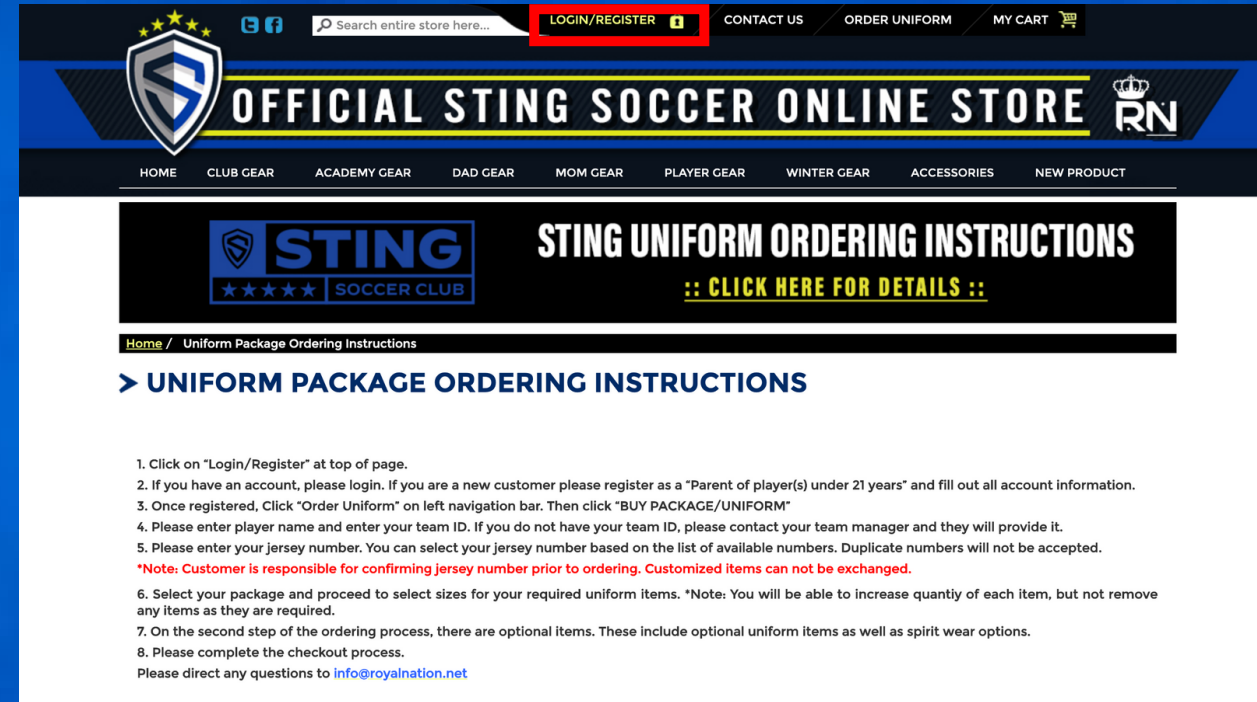 Search entire store here...
LOGIN/REGISTER
CONTACT US
ORDER UNIFORM
MY CART
OFFICIAL STING SOCCER ONLINE STORE
RN
HOME
CLUB GEAR
ACADEMY GEAR
DAD GEAR
MOM GEAR
PLAYER GEAR
WINTER GEAR
ACCESSORIES
NEW PRODUCT
STING
SOCCER CLUB
STING UNIFORM ORDERING INSTRUCTIONS
:: CLICK HERE FOR DETAILS ::
Home / Uniform Package Ordering Instructions
> UNIFORM PACKAGE ORDERING INSTRUCTIONS
1. Click on "Login/Register" at top of page.
2. If you have an account, please login. If you are a new customer please register as a "Parent of player(s) under 21 years" and fill out all account information.
3. Once registered, Click "Order Uniform" on left navigation bar. Then click "BUY PACKAGE/UNIFORM"
4. Please enter player name and enter your team ID. If you do not have your team ID, please contact your team manager and they will provide it.
5. Please enter your jersey number. You can select your jersey number based on the list of available numbers. Duplicate numbers will not be accepted.
*Note: Customer is responsible for confirming jersey number prior to ordering. Customized items can not be exchanged.
6. Select your package and proceed to select sizes for your required uniform items. *Note: You will be able to increase quantiy of each item, but not remove
any items as they are required.
7. On the second step of the ordering process, there are optional items. These include optional uniform items as well as spirit wear options.
8. Please complete the checkout process.
Please direct any questions to info@royalnation.net